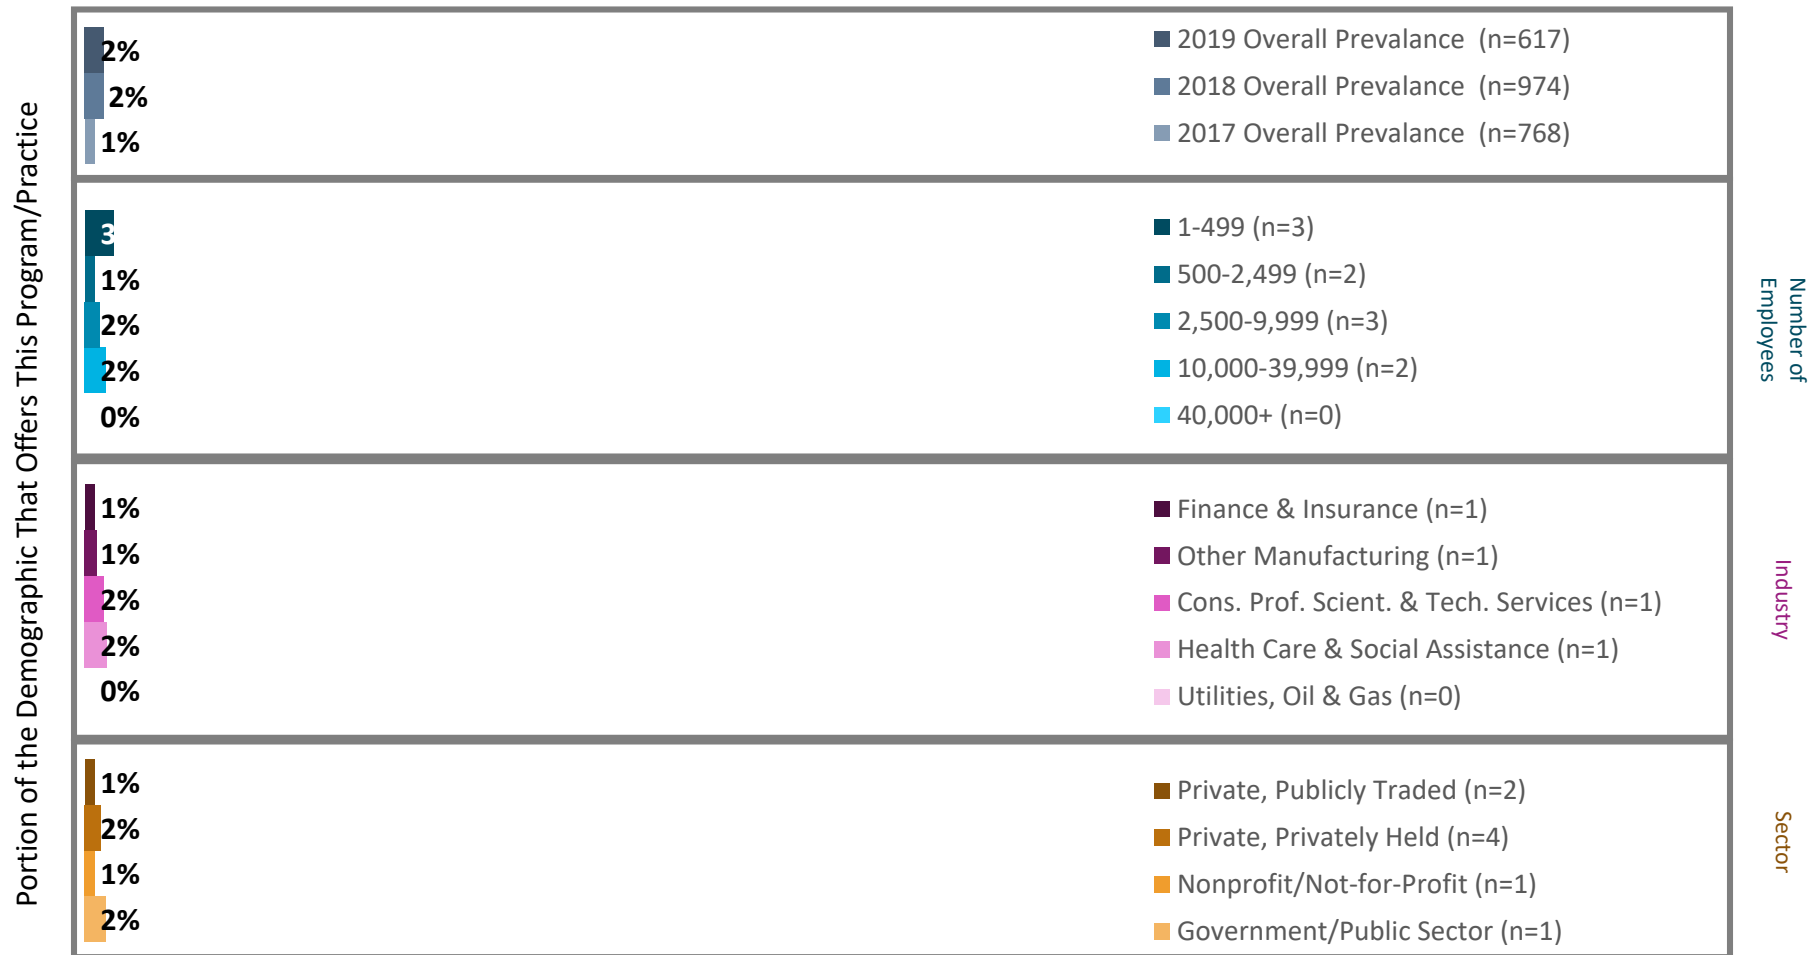 Portion of the Demographic That Offers This Program/Practice
2%
2%
1%
2019 Overall Prevalance (n=617)
2018 Overall Prevalance (n=974)
2017 Overall Prevalance (n=768)
3
1%
2%
2%
0%
1-499 (n=3)
500-2,499 (n=2)
2,500-9,999 (n=3)
10,000-39,999 (n=2)
40,000+ (n=0)
Number of
Employees
1%
1%
2%
2%
0%
Finance & Insurance (n=1)
Other Manufacturing (n=1)
Cons. Prof. Scient. & Tech. Services (n=1)
Health Care & Social Assistance (n=1)
Utilities, Oil & Gas (n=0)
Industry
1%
2%
1%
2%
Private, Publicly Traded (n=2)
Private, Privately Held (n=4)
Nonprofit/Not-for-Profit (n=1)
Government/Public Sector (n=1)
Sector